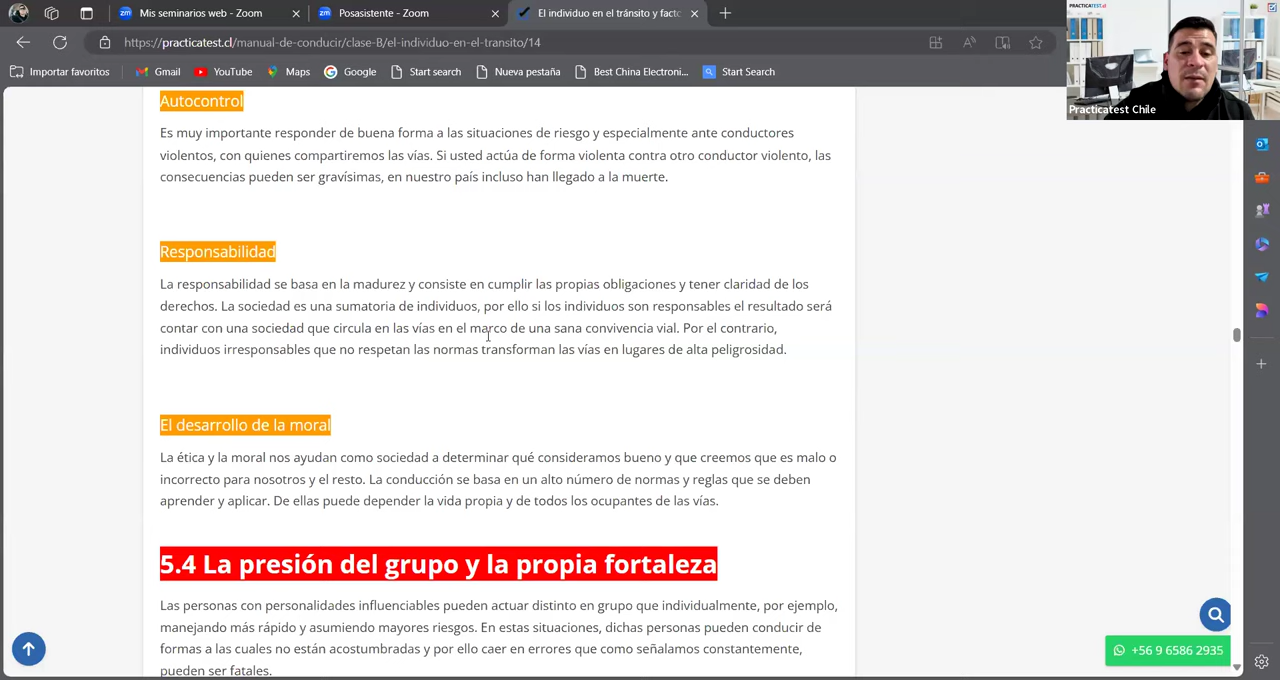 Mis seminarios web - Zoom
Posasistente - Zoom
El individuo en el tránsito y facto
https://practicatest.cl/manual-de-conducir/clase-B/el-individuo-en-el-transito/14
Importar favoritos
Gmail
YouTube
Maps
Google
Start search
Nueva pestaña
Best China Electroni...
Start Search
PRACTICATEST.cl
Practicatest Chile
Autocontrol
Es muy importante responder de buena forma a las situaciones de riesgo y especialmente ante conductores
violentos, con quienes compartiremos las vías. Si usted actúa de forma violenta contra otro conductor violento, las
consecuencias pueden ser gravísimas, en nuestro país incluso han llegado a la muerte.
Responsabilidad
La responsabilidad se basa en la madurez y consiste en cumplir las propias obligaciones y tener claridad de los
derechos. La sociedad es una sumatoria de individuos, por ello si los individuos son responsables el resultado será
contar con una sociedad que circula en las vías en el marco de una sana convivencia vial. Por el contrario,
individuos irresponsables que no respetan las normas transforman las vías en lugares de alta peligrosidad.
El desarrollo de la moral
La ética y la moral nos ayudan como sociedad a determinar qué consideramos bueno y que creemos que es malo o
incorrecto para nosotros y el resto. La conducción se basa en un alto número de normas y reglas que se deben
aprender y aplicar. De ellas puede depender la vida propia y de todos los ocupantes de las vías.
5.4 La presión del grupo y la propia fortaleza
Las personas con personalidades influenciables pueden actuar distinto en grupo que individualmente, por ejemplo,
manejando más rápido y asumiendo mayores riesgos. En estas situaciones, dichas personas pueden conducir de
formas a las cuales no están acostumbradas y por ello caer en errores que como señalamos constantemente,
pueden ser fatales.
+56 9 6586 2935